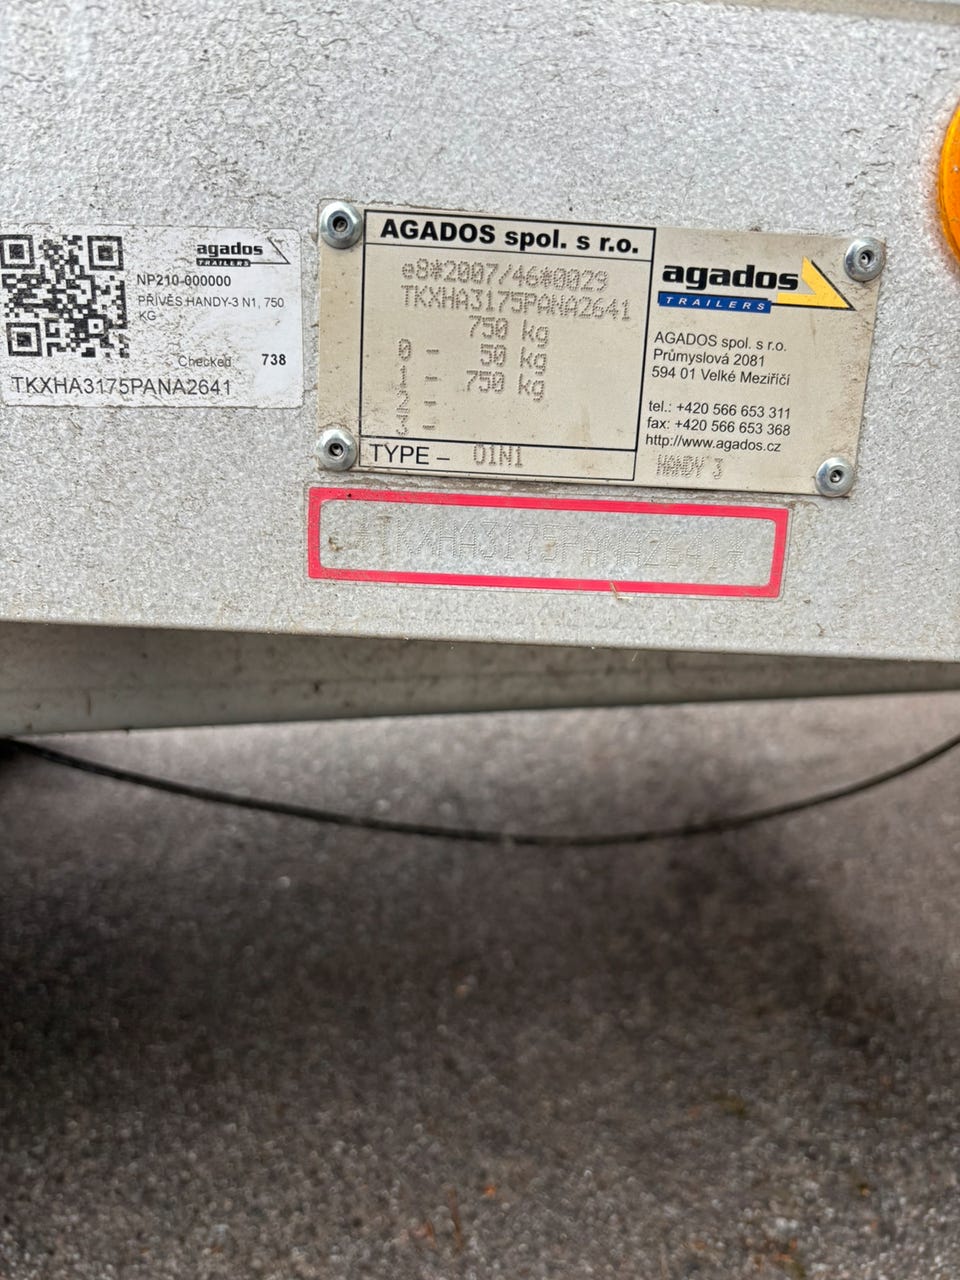 agados
TRAILERS
NP210-000000
PŘÍVĚS HANDY-3 N1, 750
KG
Checked 738
TKXHA3175PANA2641
AGADOS spol. s r.o.
e8*2007/46*0029
TKXHA3175PANA2641
750 kg
0 - 50 kg
1 - 750 kg
2 -
3 -
TYPE – O1N1
agados
TRAILERS
AGADOS spol. s r.o.
Průmyslová 2081
594 01 Velké Meziříčí
tel.: +420 566 653 311
fax: +420 566 653 368
http://www.agados.cz
HANDY 3
*TKXHA3175PANA2641*